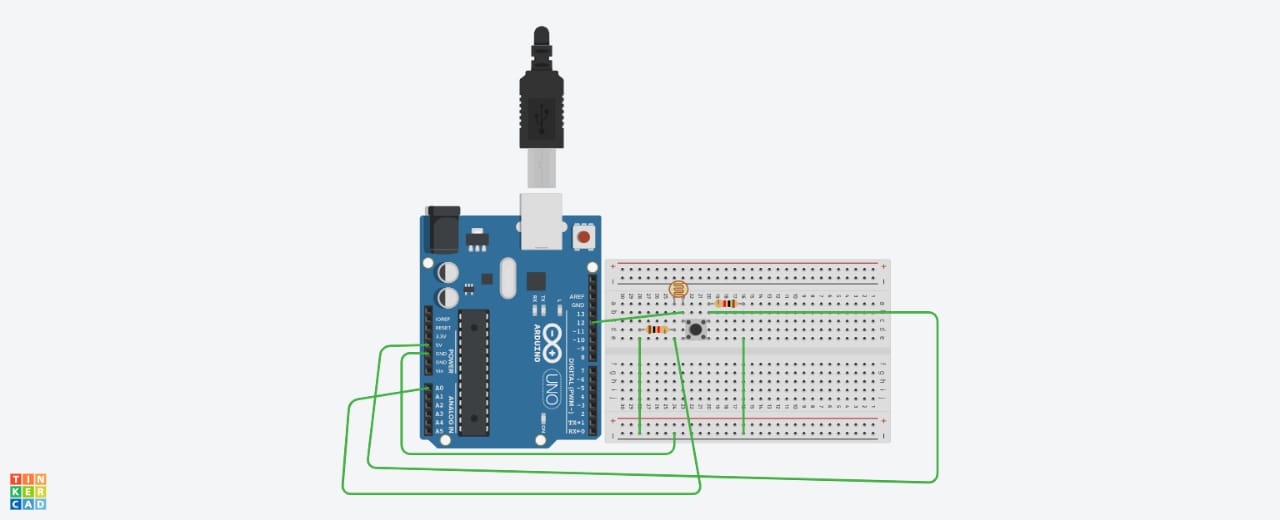 AREF
GND
13
12
~11
~10
~9
8
7
~6
~5
4
~3
2
TX→1
RX←0
DIGITAL (PWM~)
IOREF
RESET
3.3V
5V
GND
GND
Vin
POWER
A0
A1
A2
A3
A4
A5
ANALOG IN
RX
TX
L
ARDUINO
UNO
ON
TIN
KER
CAD